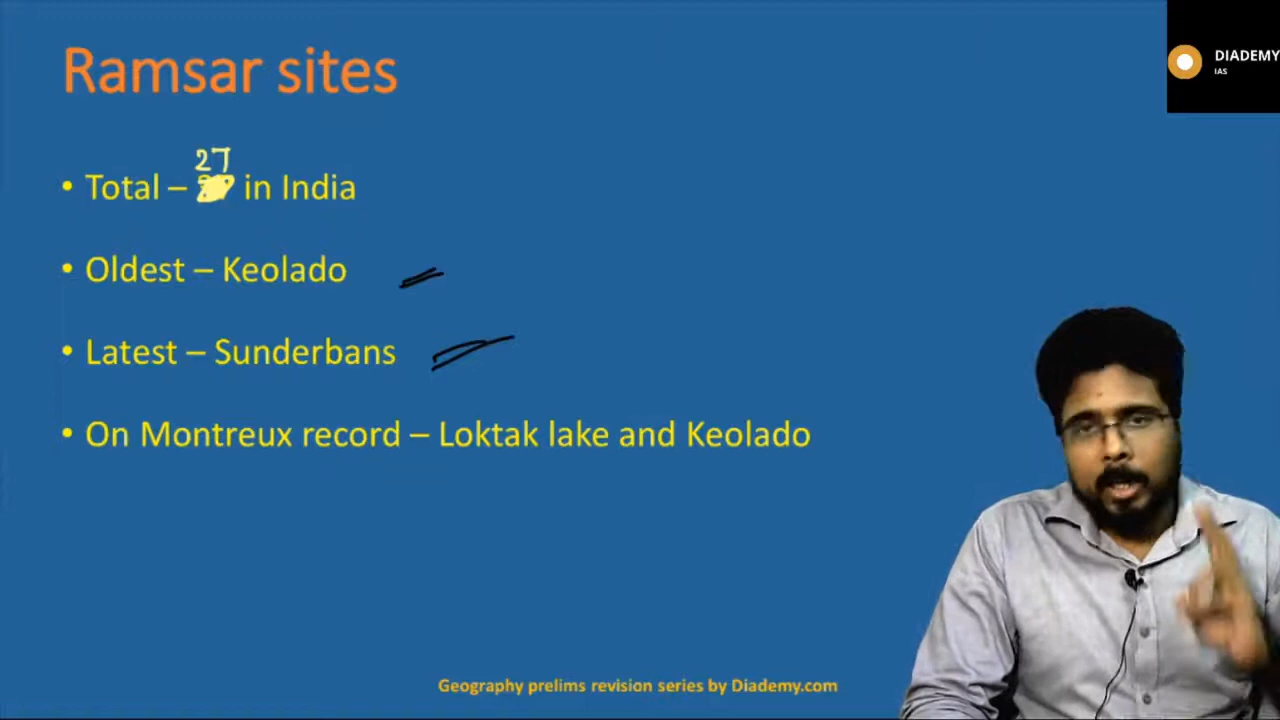 Ramsar sites
DIADEMY
IAS
27
• Total – in India
• Oldest – Keolado
• Latest – Sunderbans
• On Montreux record – Loktak lake and Keolado
Geography prelims revision series by Diademy.com